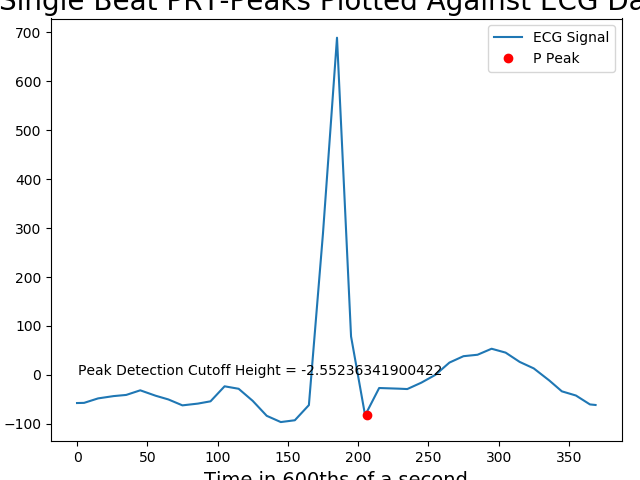 Single Beat PRT-Peaks Plotted Against ECG Da
700
600
500
400
300
200
100
0
−100
ECG Signal
P Peak
Peak Detection Cutoff Height = -2.55236341900422
0 50 100 150 200 250 300 350
Time in 600ths of a second